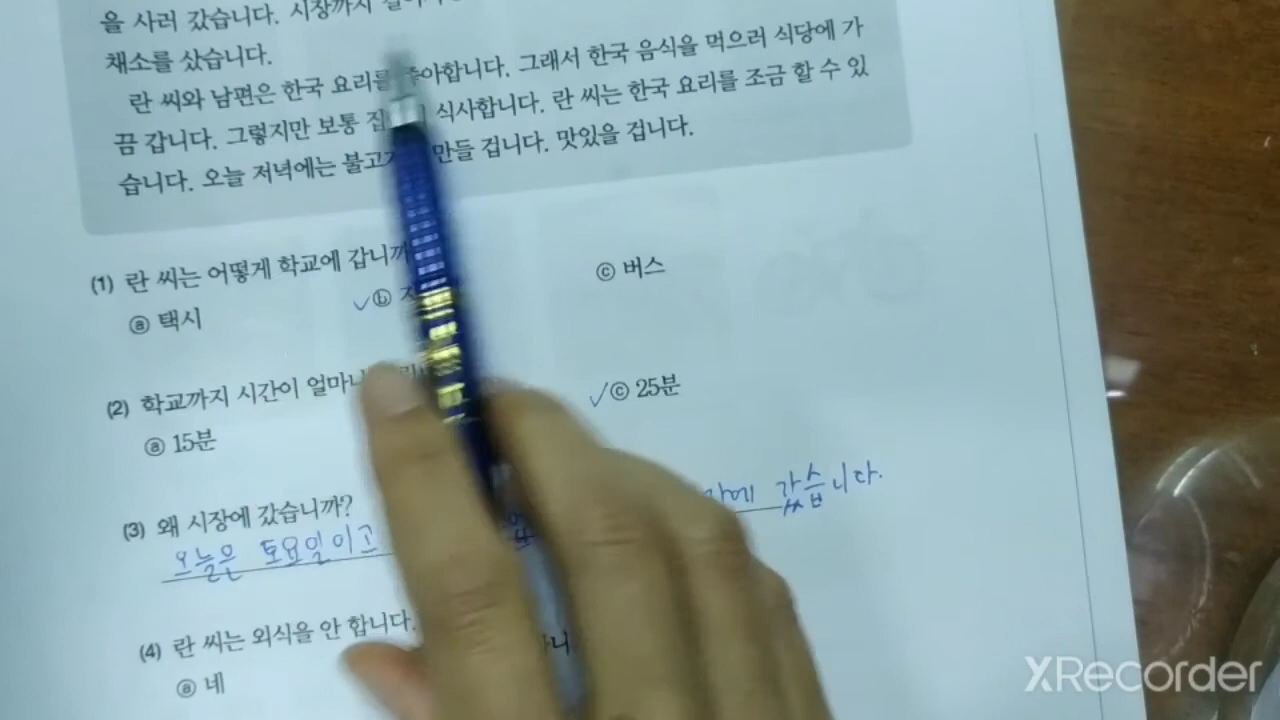 을 사러 갔습니다. 시장까지
채소를 샀습니다.
란 씨와 남편은 한국 요리를 좋아합니다. 그래서 한국 음식을 먹으러 식당에 가
끔 갑니다. 그렇지만 보통 식사합니다. 란 씨는 한국 요리를 조금 할 수 있
습니다. 오늘 저녁에는 만들 겁니다. 맛있을 겁니다.
(1) 란 씨는 어떻게 학교에 갑니까
ⓐ 택시 ✓ⓑ ⓒ 버스
(2) 학교까지 시간이 얼마나
ⓐ 15분 ✓ⓒ 25분
(3) 왜 시장에 갔습니까?
오늘은 토요일이고 갔습니다.
(4) 란 씨는 외식을 안 합니다.
ⓐ 네
XRecorder